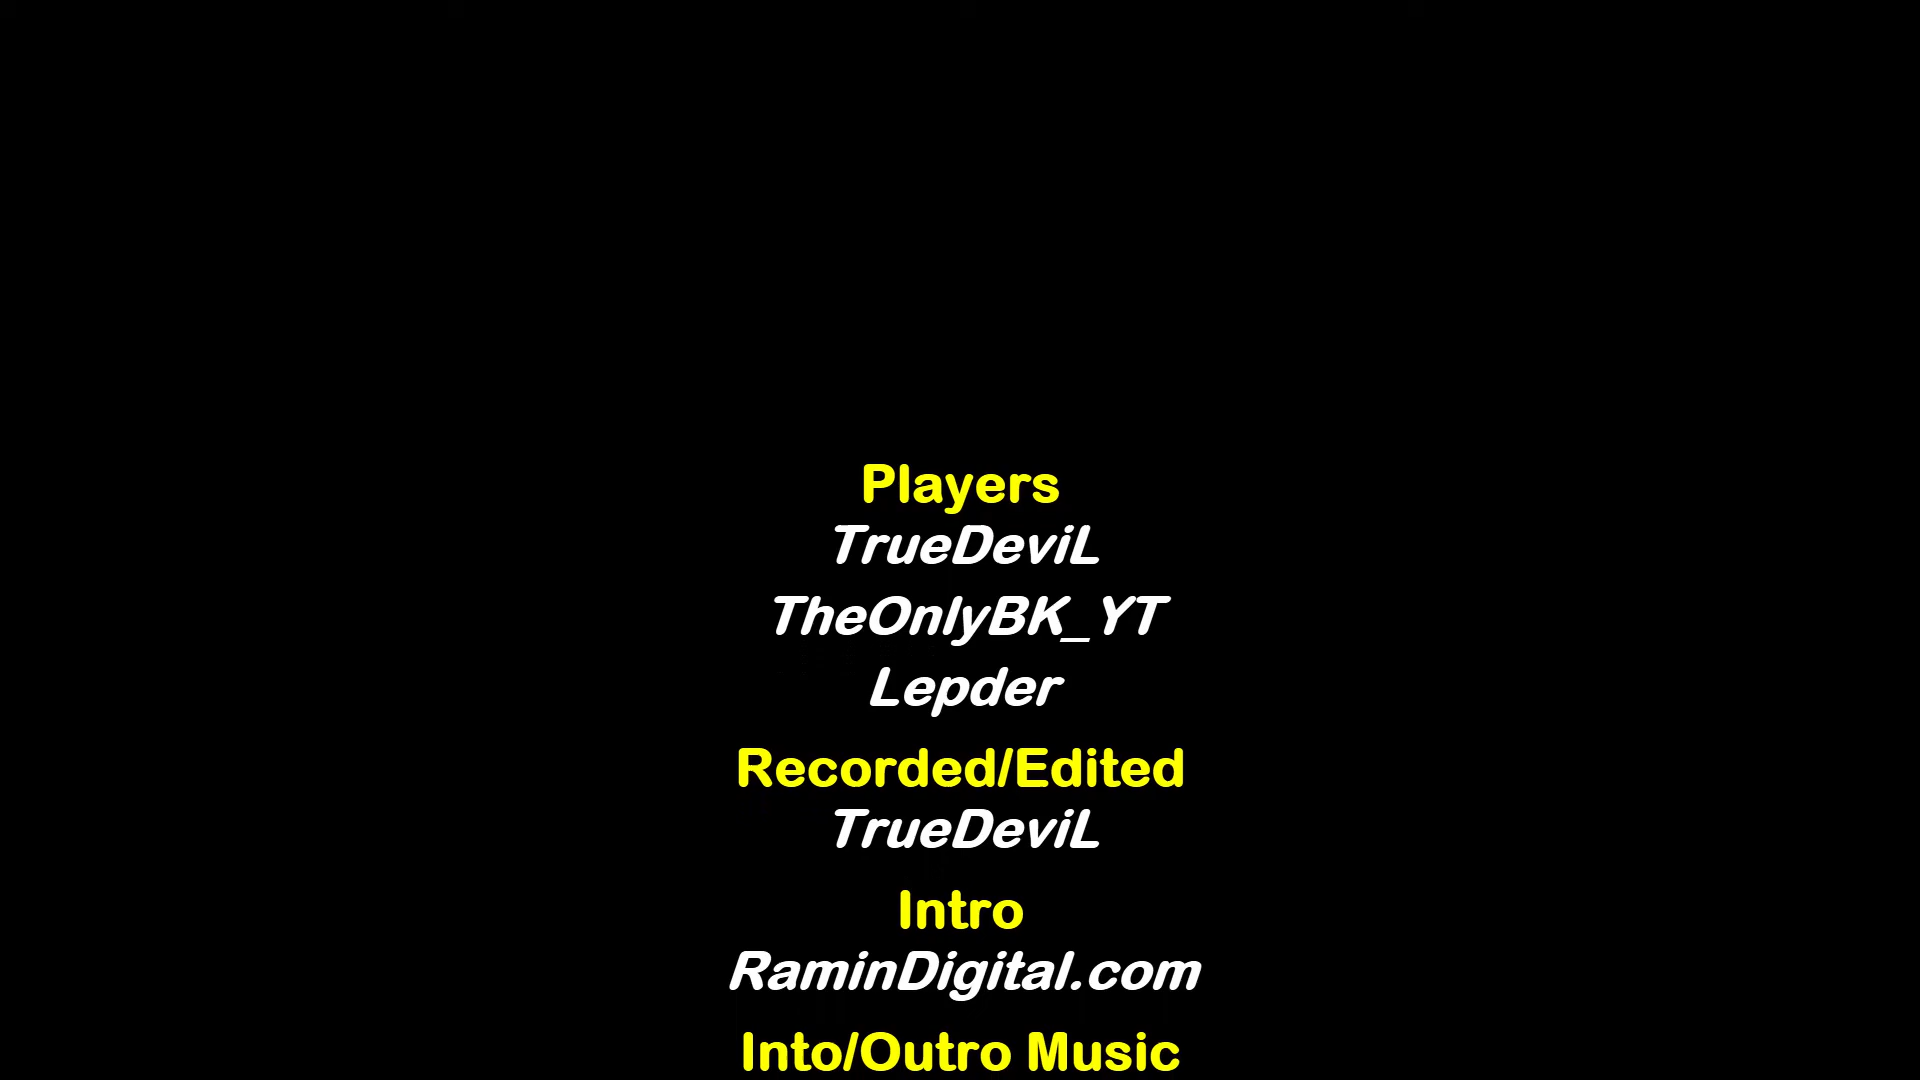 Players
TrueDeviL
TheOnlyBK_YT
Lepder
Recorded/Edited
TrueDeviL
Intro
RaminDigital.com
Into/Outro Music